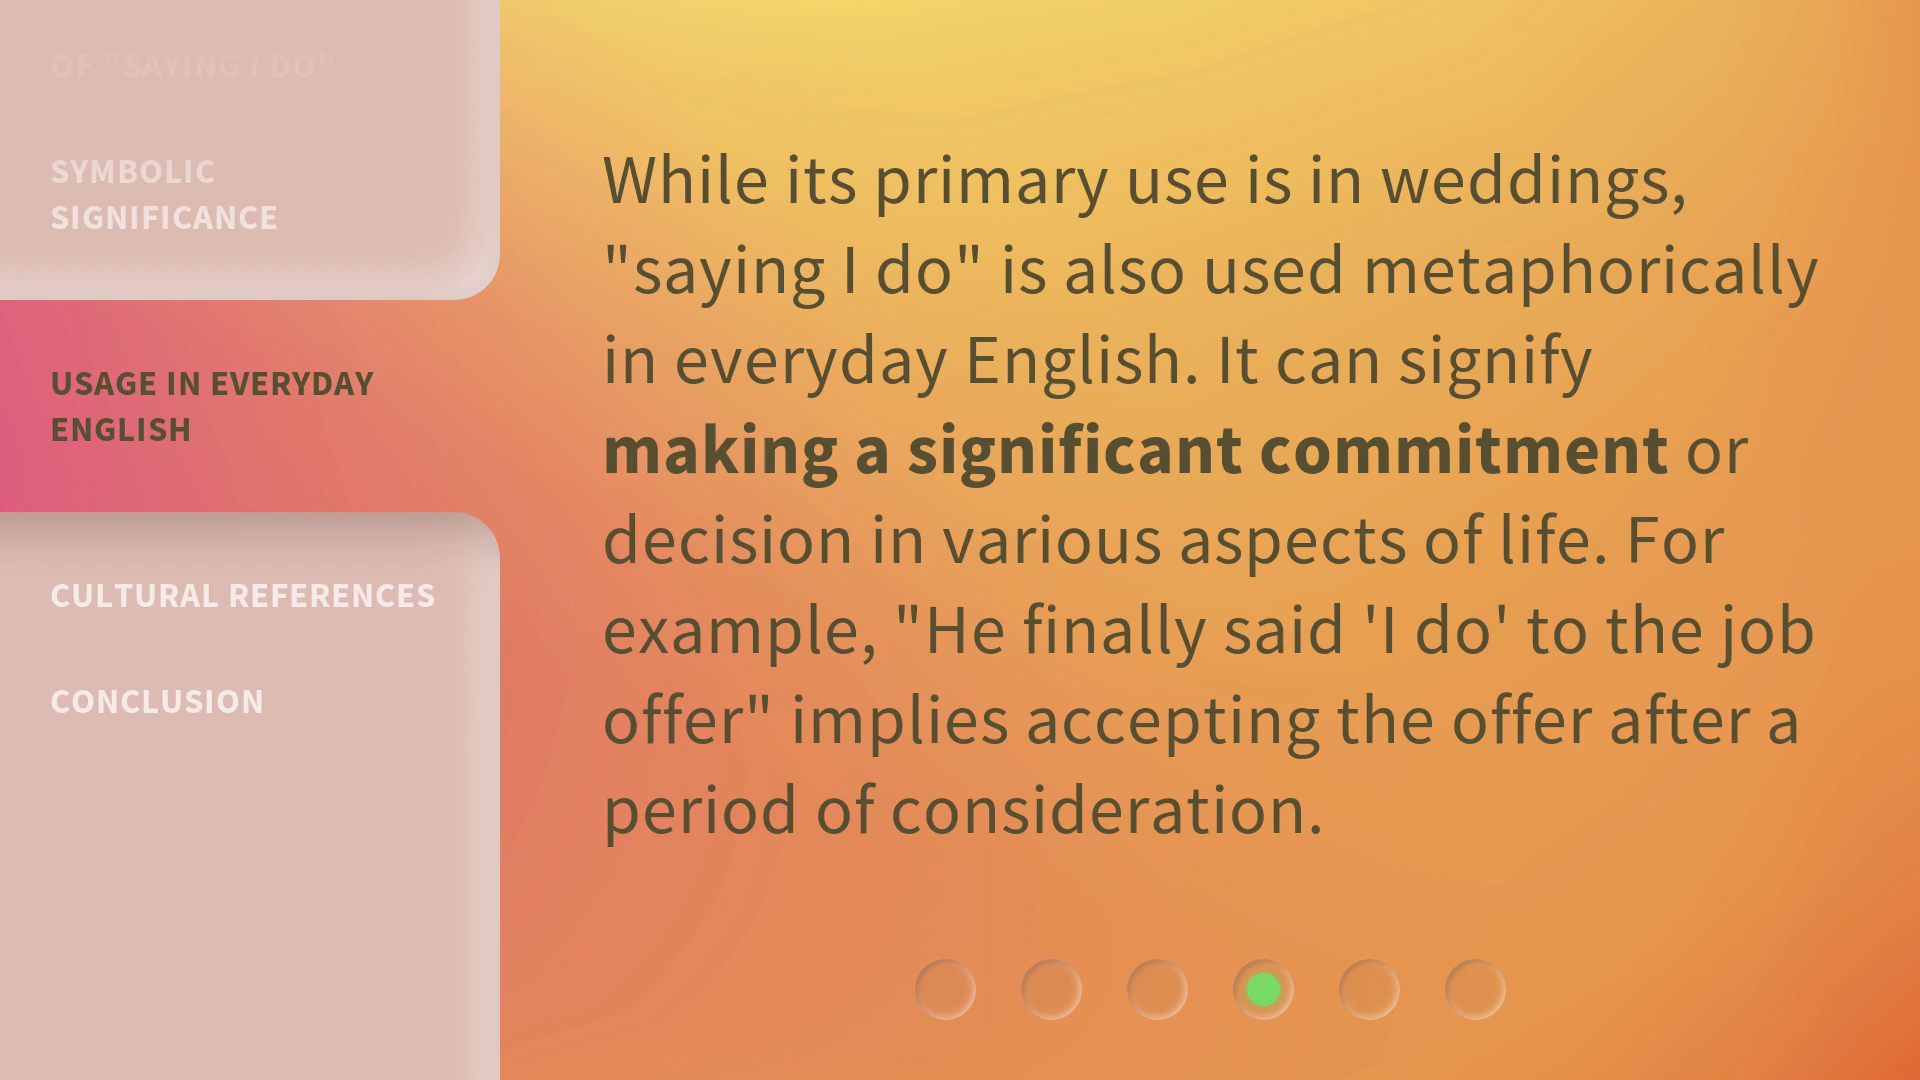 OF "SAYING I DO"
SYMBOLIC
SIGNIFICANCE
USAGE IN EVERYDAY
ENGLISH
CULTURAL REFERENCES
CONCLUSION
While its primary use is in weddings,
"saying I do" is also used metaphorically
in everyday English. It can signify
making a significant commitment or
decision in various aspects of life. For
example, "He finally said 'I do' to the job
offer" implies accepting the offer after a
period of consideration.